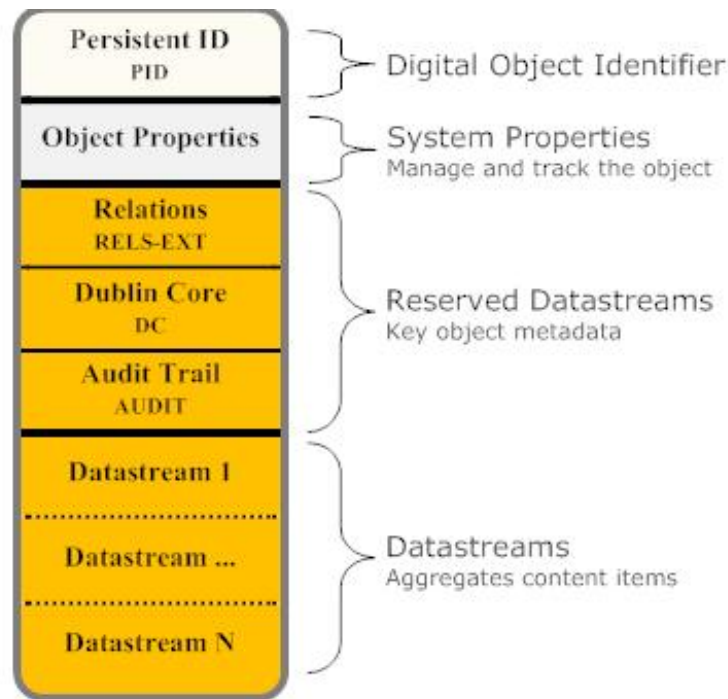 Persistent ID
PID
Digital Object Identifier
Object Properties
System Properties
Manage and track the object
Relations
RELS-EXT
Dublin Core
DC
Reserved Datastreams
Key object metadata
Audit Trail
AUDIT
Datastream 1
Datastream ...
Datastreams
Aggregates content items
Datastream N